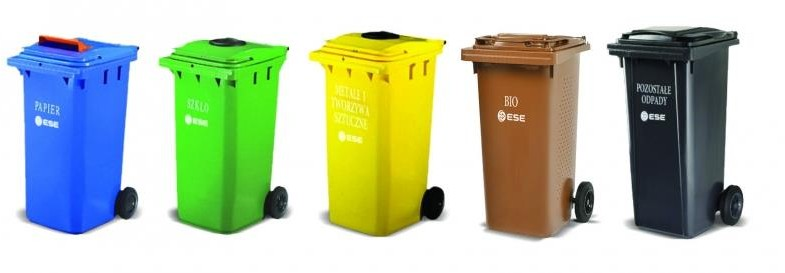 PAPIER
ESE
SZKŁO
ESE
METALE I
TWORZYWA
SZTUCZNE
ESE
BIO
ESE
POZOSTAŁE
ODPADY
ESE